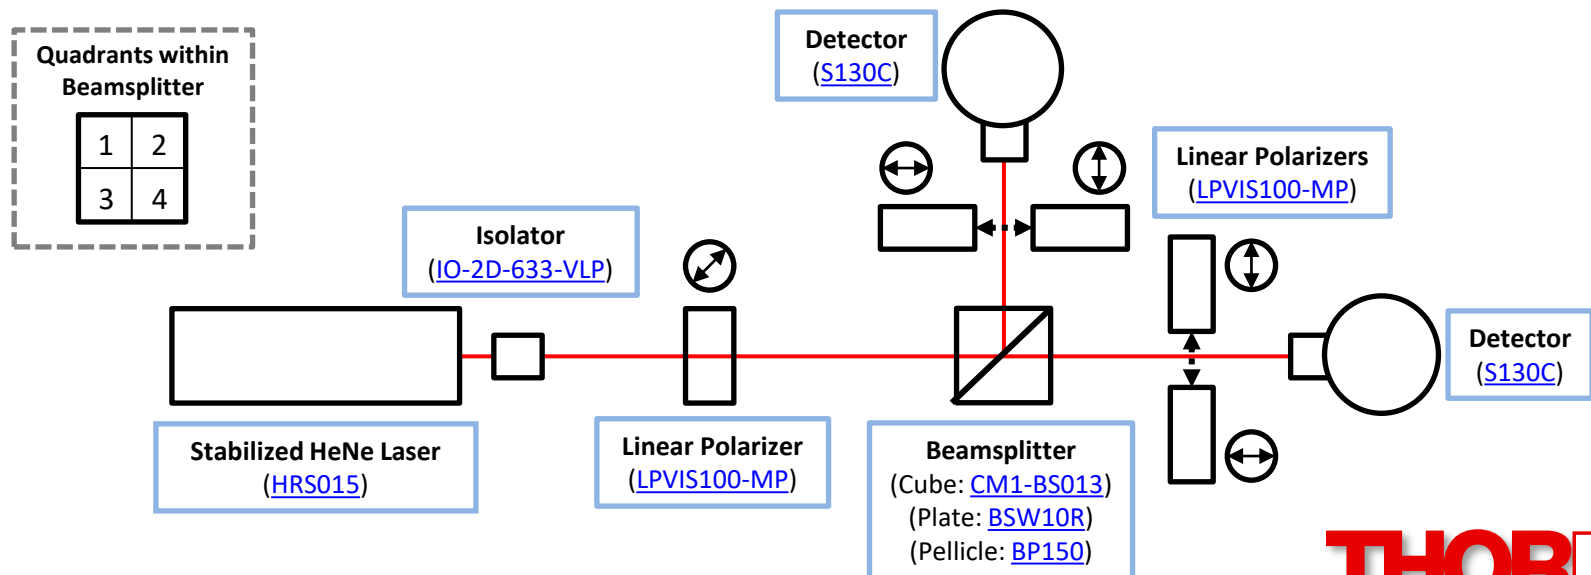 Quadrants within
Beamsplitter
1 2
3 4
Detector
(S130C)
Linear Polarizers
(LPVIS100-MP)
Isolator
(IO-2D-633-VLP)
Detector
(S130C)
Stabilized HeNe Laser
(HRS015)
Linear Polarizer
(LPVIS100-MP)
Beamsplitter
(Cube: CM1-BS013)
(Plate: BSW10R)
(Pellicle: BP150)